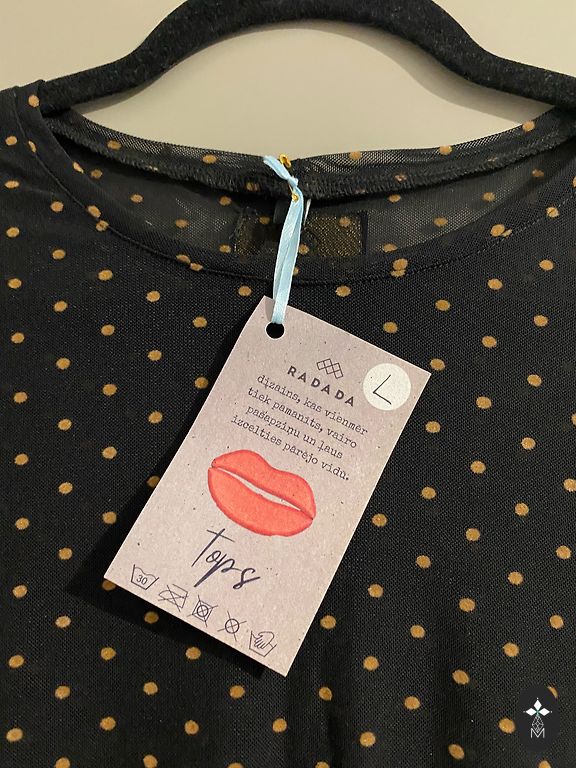 RADADA
L
dizains, kas vienmēr
tiek pamanīts, vairo
pašapziņu un ļaus
izcelties pārējo vidū.
Tops
30
M